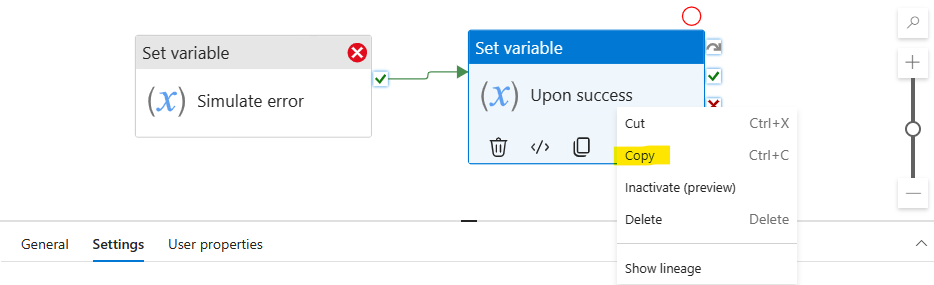 Set variable
(x) Simulate error
Set variable
(x) Upon success
</>
Cut Ctrl+X
Copy Ctrl+C
Inactivate (preview)
Delete Delete
Show lineage
General Settings User properties